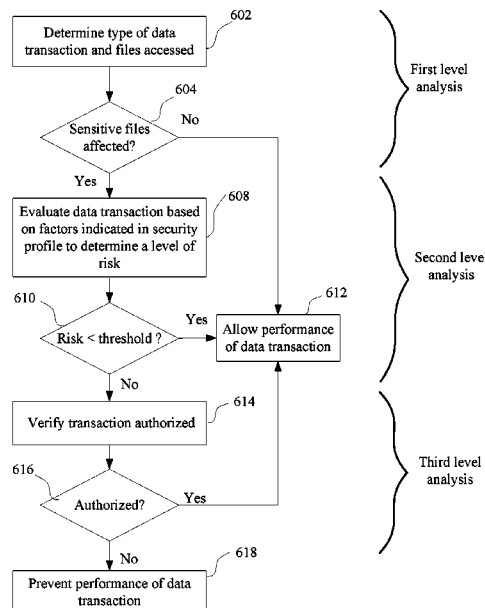 602
Determine type of data
transaction and files accessed
First level
analysis
604
Sensitive files
affected?
No
Yes
608
Evaluate data transaction based
on factors indicated in security
profile to determine a level of
risk
Second level
analysis
610
Risk < threshold ?
Yes
612
Allow performance
of data transaction
No
614
Verify transaction authorized
Third level
analysis
616
Authorized?
Yes
No
618
Prevent performance of data
transaction